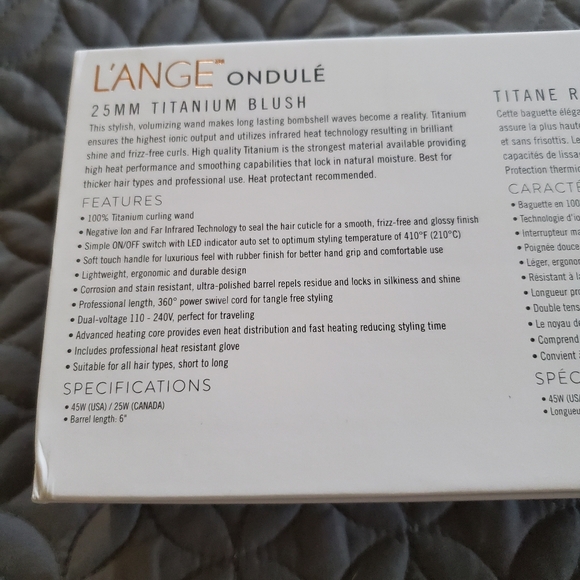 L'ANGE™ ONDULÉ
25MM TITANIUM BLUSH
This stylish, volumizing wand makes long lasting bombshell waves become a reality. Titanium
ensures the highest ionic output and utilizes infrared heat technology resulting in brilliant
shine and frizz-free curls. High quality Titanium is the strongest material available providing
high heat performance and smoothing capabilities that lock in natural moisture. Best for
thicker hair types and professional use. Heat protectant recommended.
FEATURES
• 100% Titanium curling wand
• Negative Ion and Far Infrared Technology to seal the hair cuticle for a smooth, frizz-free and glossy finish
• Simple ON/OFF switch with LED indicator auto set to optimum styling temperature of 410°F (210°C)
• Soft touch handle for luxurious feel with rubber finish for better hand grip and comfortable use
• Lightweight, ergonomic and durable design
• Corrosion and stain resistant, ultra-polished barrel repels residue and locks in silkiness and shine
• Professional length, 360° power swivel cord for tangle free styling
• Dual-voltage 110 - 240V, perfect for traveling
• Advanced heating core provides even heat distribution and fast heating reducing styling time
• Includes professional heat resistant glove
• Suitable for all hair types, short to long
SPECIFICATIONS
• 45W (USA) / 25W (CANADA)
• Barrel length: 6"
TITANE R
Cette baguette éléga
assure la plus haut
et sans frisottis. Le
capacités de lissa
Protection thermi
CARACTÉ
• Baguette en 100
• Technologie d'io
• Interrupteur ma
• Poignée douce
• Léger, ergono
• Résistant à la
• Longueur pro
• Double tens
• Le noyau de
• Comprend
• Convient à
SPÉC
• 45W (US
• Longueu